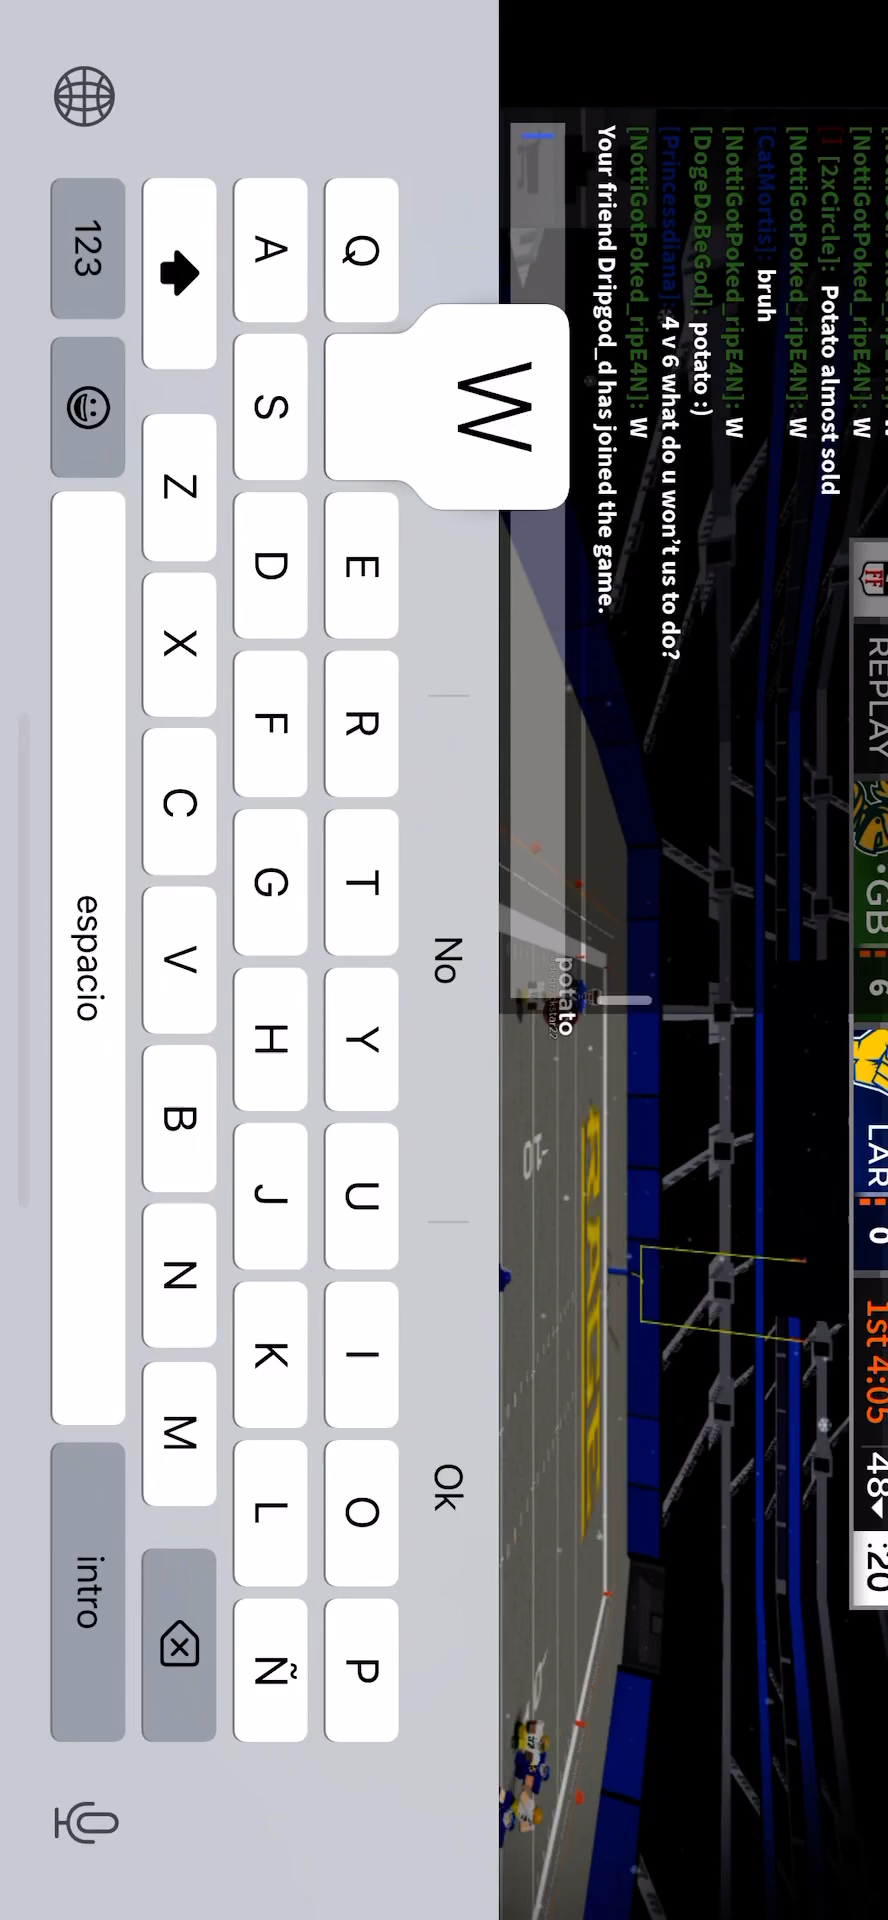 REPLAY GB 6 LAR 0 1st 4:05 48 :20
[NottiGotPoked_ripE4N]: W
[2xCircle]: Potato almost sold
[NottiGotPoked_ripE4N]: W
[CatMortis]: bruh
[NottiGotPoked_ripE4N]: W
[DogeDoBeGod]: potato :)
[Princessdiana]: 4 v 6 what do u won't us to do?
[NottiGotPoked_ripE4N]: W
Your friend Dripgod_d has joined the game.
potato
10
No Ok
Q W E R T Y U I O P
A S D F G H J K L Ñ
Z X C V B N M
123 espacio intro